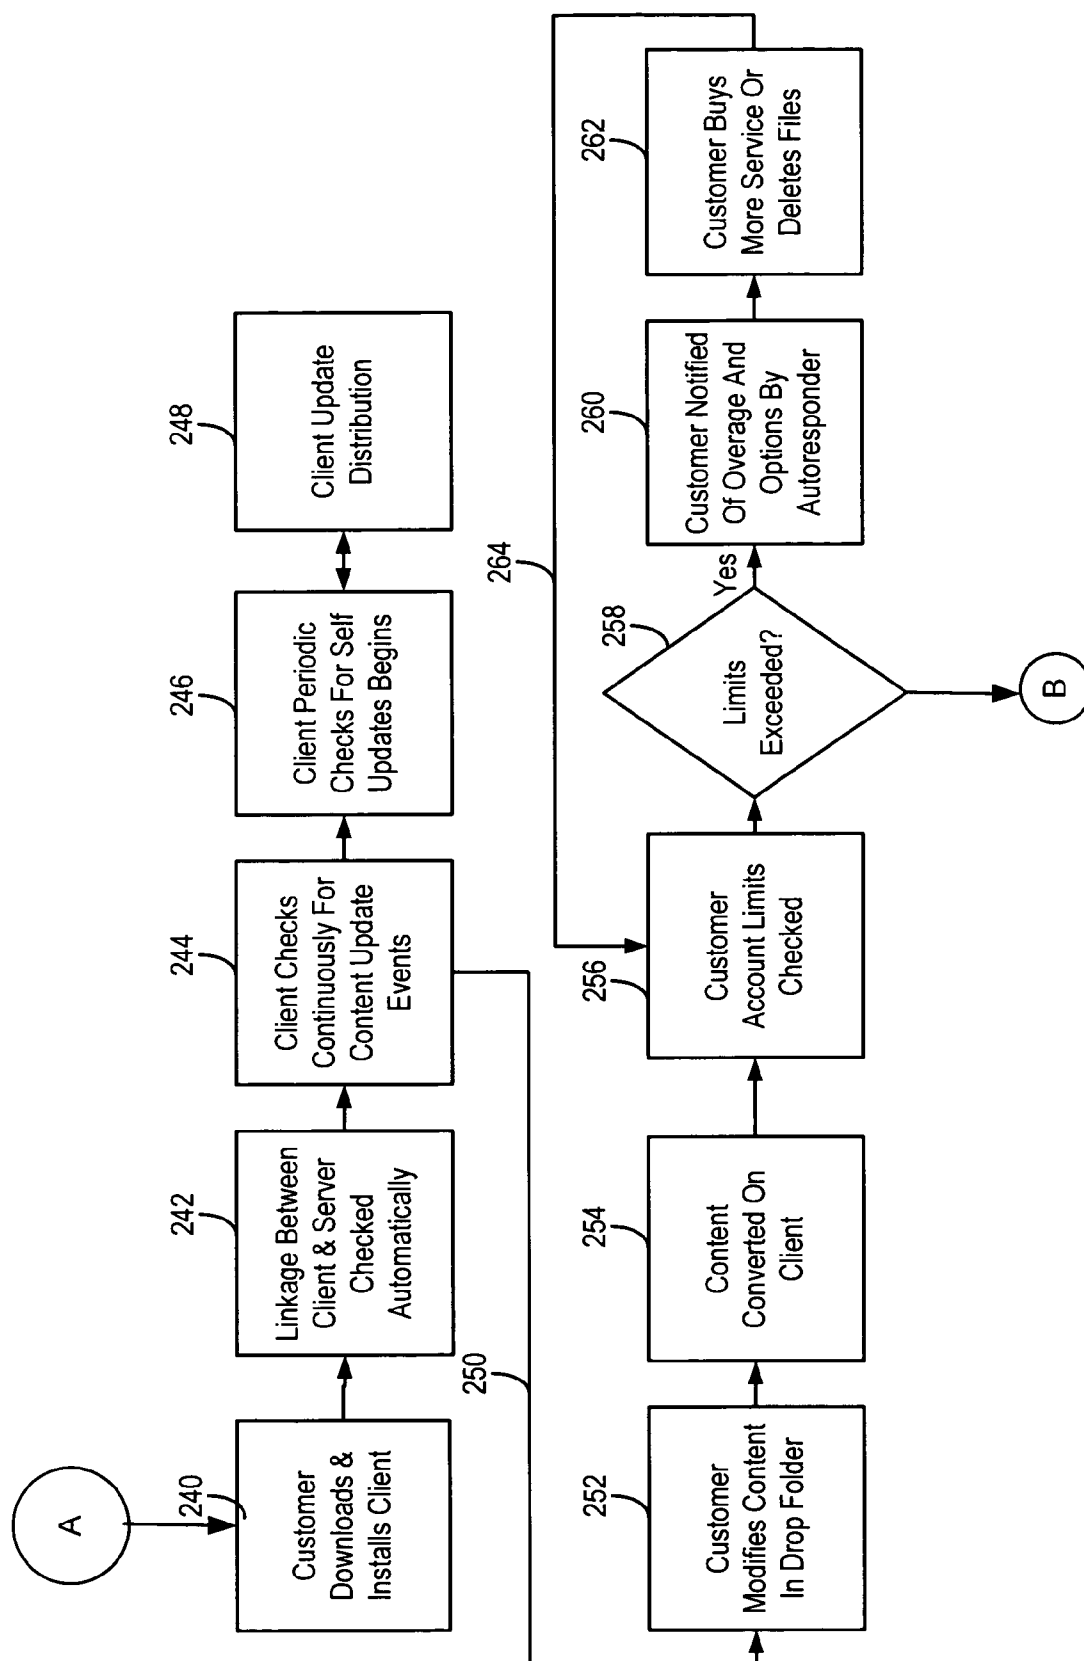 A
240
Customer
Downloads &
Installs Client
242
Linkage Between
Client & Server
Checked
Automatically
244
Client Checks
Continuously For
Content Update
Events
246
Client Periodic
Checks For Self
Updates Begins
248
Client Update
Distribution
250
252
Customer
Modifies Content
In Drop Folder
254
Content
Converted On
Client
256
Customer
Account Limits
Checked
258
Limits
Exceeded?
Yes
260
Customer Notified
Of Overage And
Options By
Autoresponder
262
Customer Buys
More Service Or
Deletes Files
264
B